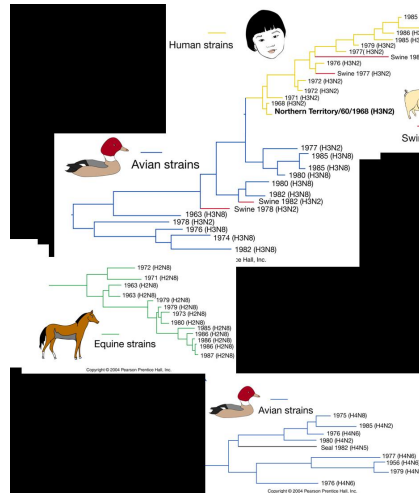 1985
Human strains
1986 (H3
1985 (H3
1979 (H3N2)
1977( H3N2)
Swine 198
1976 (H3N2)
Swine 1977 (H3N2)
1972 (H3N2)
1972 (H3N2)
1971 (H3N2)
1968 (H3N2)
Northern Territory/60/1968 (H3N2)
Swi
1977 (H3N2)
1985 (H3N8)
Avian strains
1985 (H3N8)
1980 (H3N8)
1980 (H3N8)
1982 (H3N8)
Swine 1982 (H3N2)
Swine 1978 (H3N2)
1963 (H3N8)
1978 (H3N2)
1976 (H3N8)
1974 (H3N8)
1982 (H3N8)
ce Hall, Inc.
1972 (H2N8)
1971 (H2N8)
1963 (H2N8)
1963 (H2N8)
1979 (H2N8)
1979 (H2N8)
1973 (H2N8)
1980 (H2N8)
1985 (H2N8)
1986 (H2N8)
1986 (H2N8)
1986 (H2N8)
1987 (H2N8)
Equine strains
Copyright © 2004 Pearson Prentice Hall, Inc.
Avian strains
1975 (H4N8)
1985 (H4N2)
1976 (H4N6)
1980 (H4N2)
Seal 1982 (H4N5)
1977 (H4N6)
1956 (H4N6)
1979 (H4N
1976 (H4N6)
Copyright © 2004 Pearson Prentice Hall, Inc.